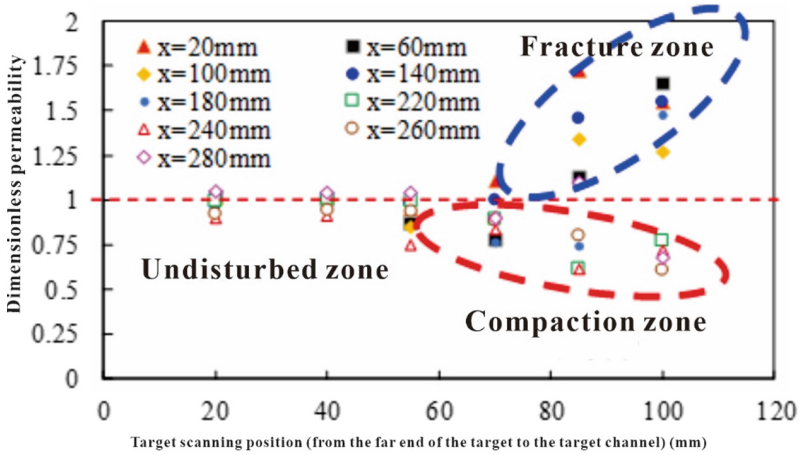 2
1.75
1.5
1.25
1
0.75
0.5
0.25
0
Dimensionless permeability
x=20mm x=60mm
x=100mm x=140mm
x=180mm x=220mm
x=240mm x=260mm
x=280mm
Fracture zone
Undisturbed zone
Compaction zone
0 20 40 60 80 100 120
Target scanning position (from the far end of the target to the target channel) (mm)